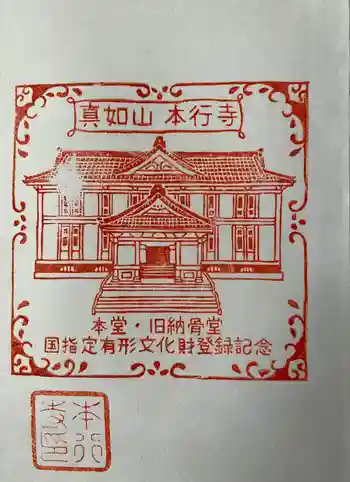 真如山 本行寺
本堂・旧納骨堂
国指定有形文化財登録記念
本行